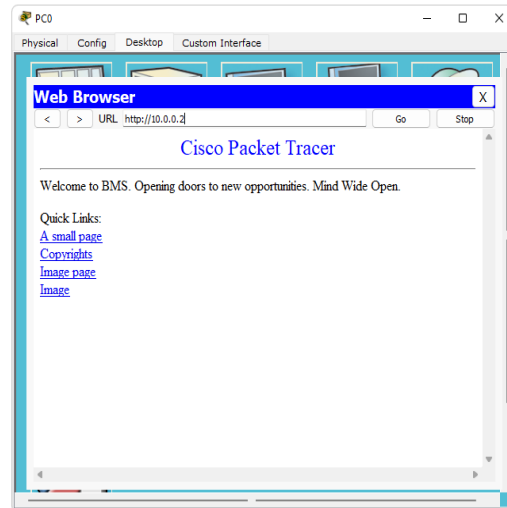 PC0
Physical Config Desktop Custom Interface
Web Browser X
< > URL http://10.0.0.2 Go Stop
Cisco Packet Tracer
Welcome to BMS. Opening doors to new opportunities. Mind Wide Open.
Quick Links:
A small page
Copyrights
Image page
Image